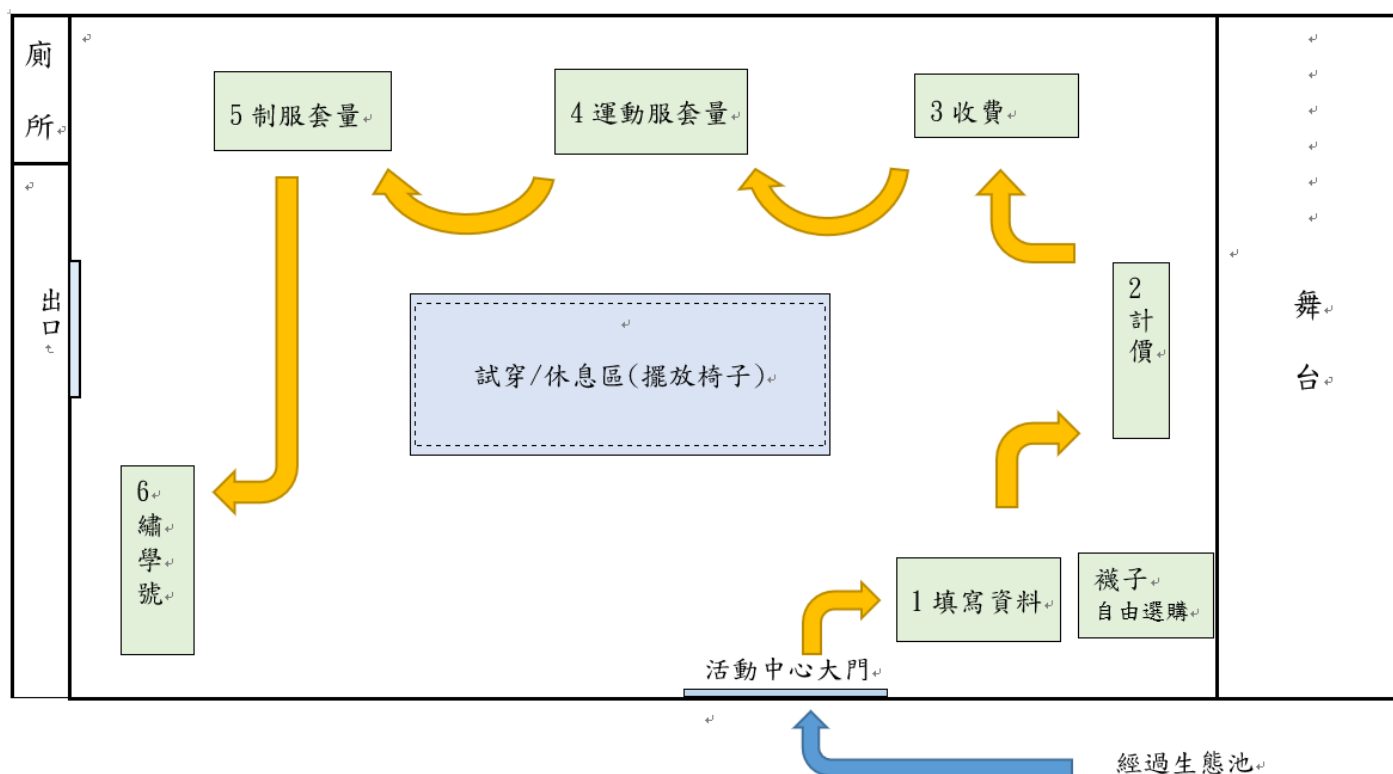 廁
所
5 制服套量
4 運動服套量
3 收費
出
口
2
計
價
舞
台
試穿/休息區(擺放椅子)
6
繡
學
號
1 填寫資料
襪子
自由選購
活動中心大門
經過生態池